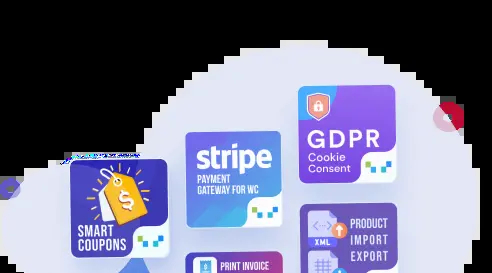 GDPR
Cookie
Consent
stripe
PAYMENT
GATEWAY FOR WC
$
SMART
COUPONS
PRODUCT
IMPORT
EXPORT
XML
PRINT INVOICE